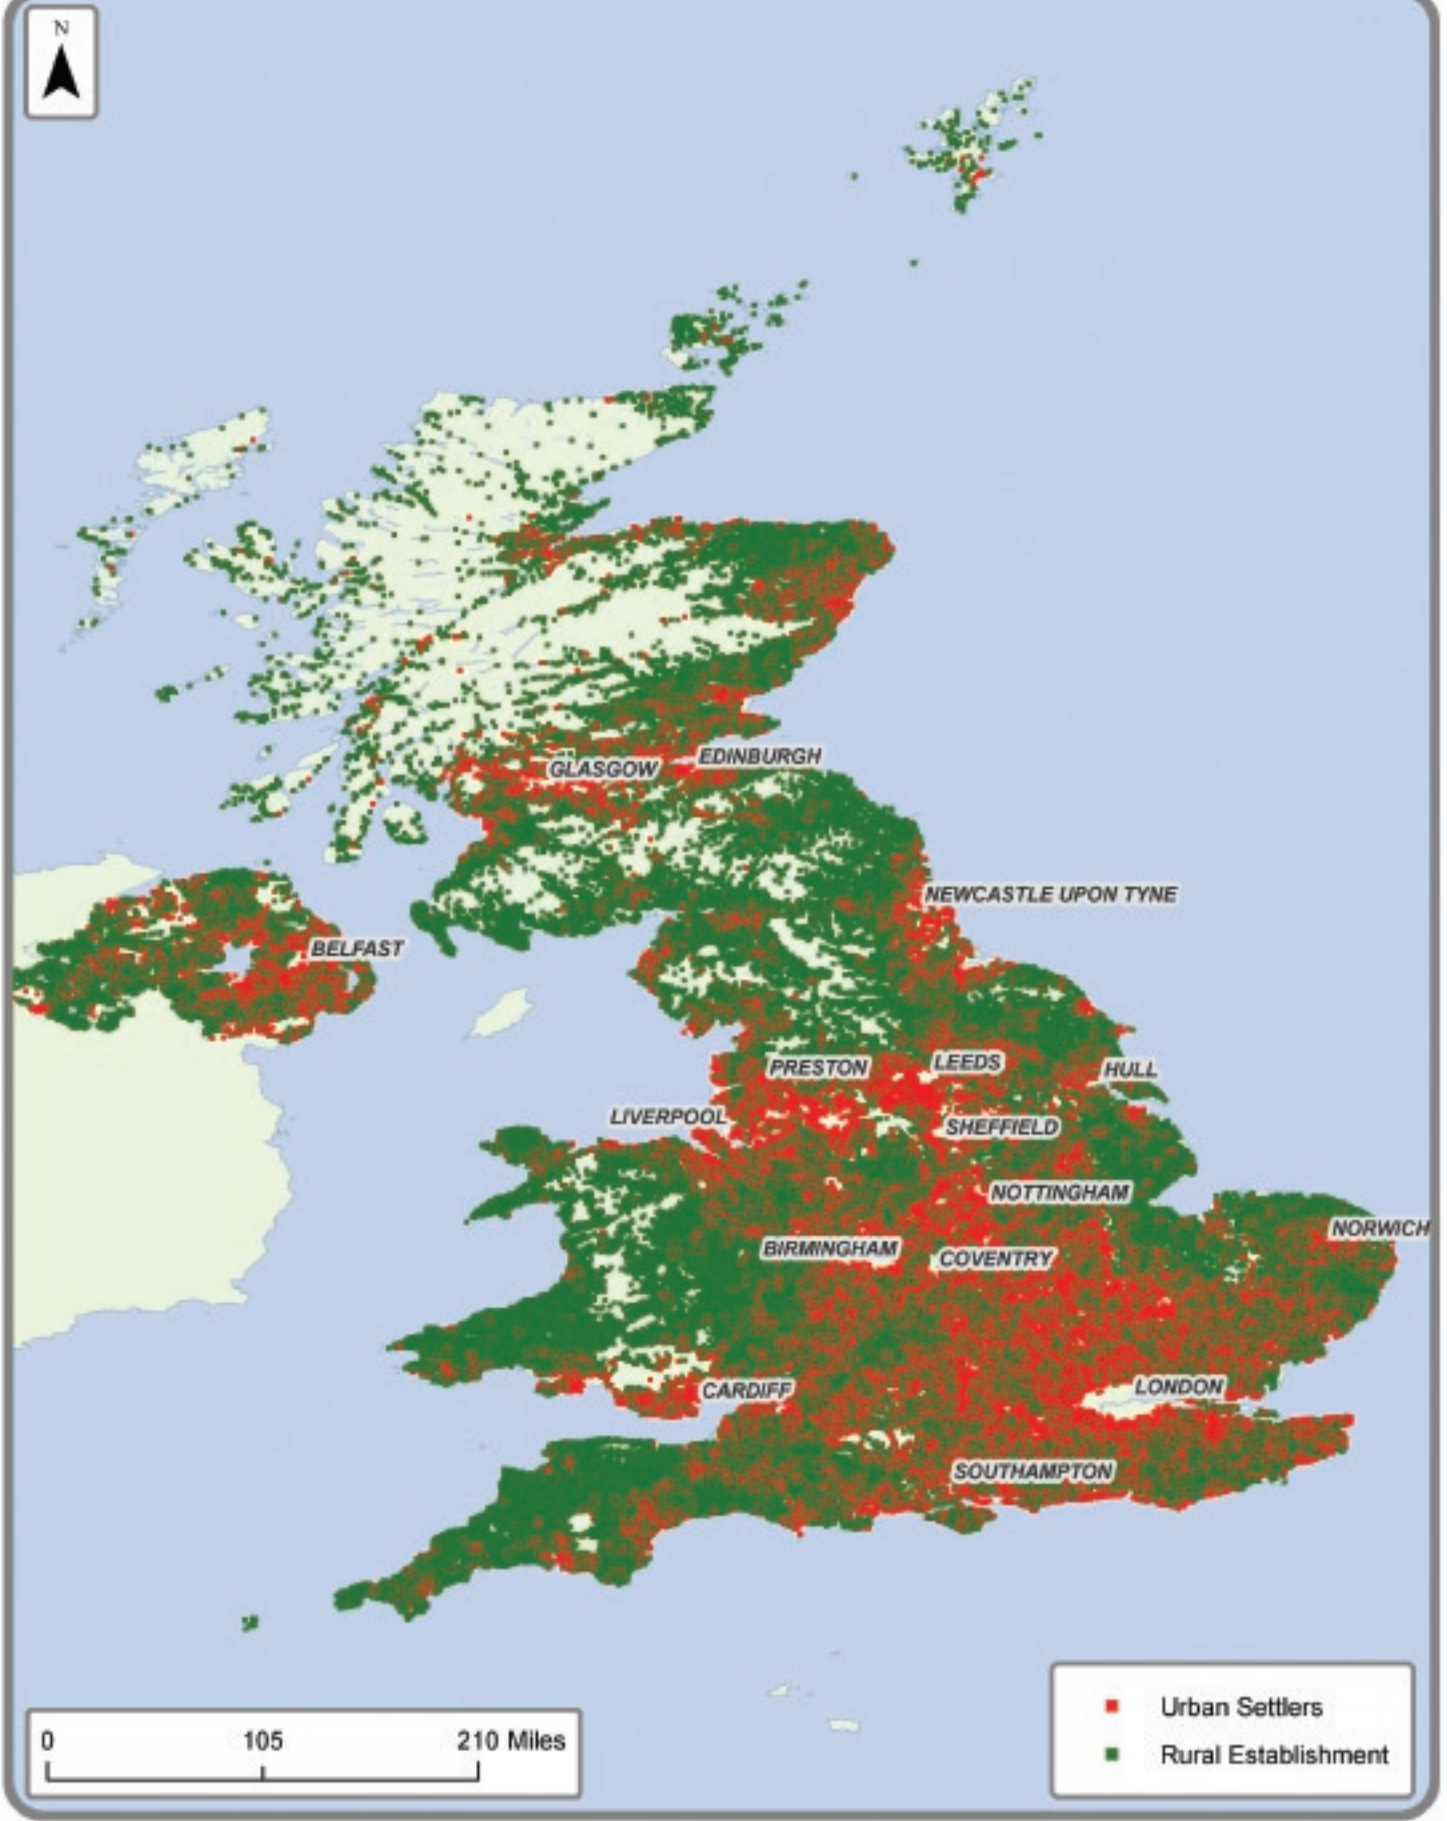 N
GLASGOW
EDINBURGH
NEWCASTLE UPON TYNE
BELFAST
PRESTON
LEEDS
HULL
LIVERPOOL
SHEFFIELD
NOTTINGHAM
NORWICH
BIRMINGHAM
COVENTRY
CARDIFF
LONDON
SOUTHAMPTON
Urban Settlers
Rural Establishment
0 105 210 Miles